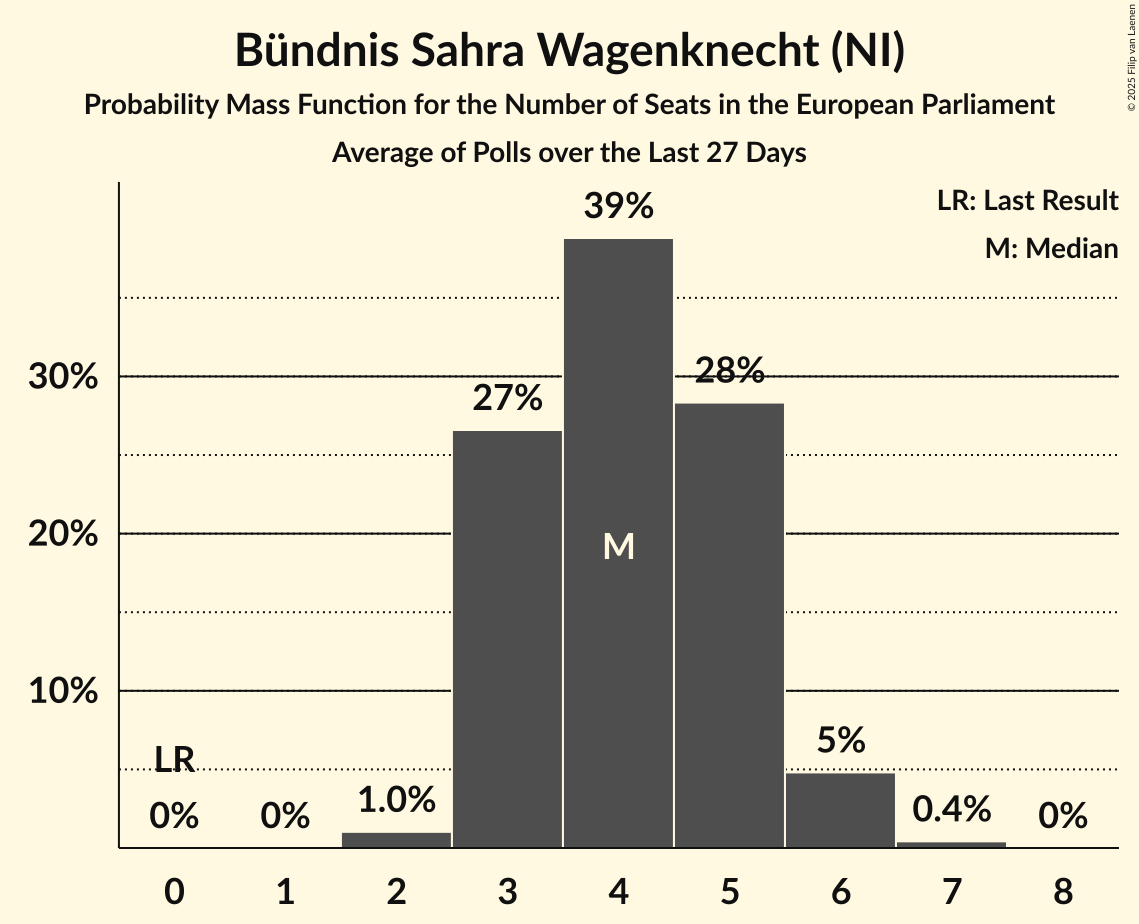 Bündnis Sahra Wagenknecht (NI)
Probability Mass Function for the Number of Seats in the European Parliament
Average of Polls over the Last 27 Days
© 2025 Filip van Laenen
LR: Last Result
M: Median
39%
30%
28%
27%
20%
M
10%
LR
5%
1.0%
0.4%
0% 0% 0%
0 1 2 3 4 5 6 7 8